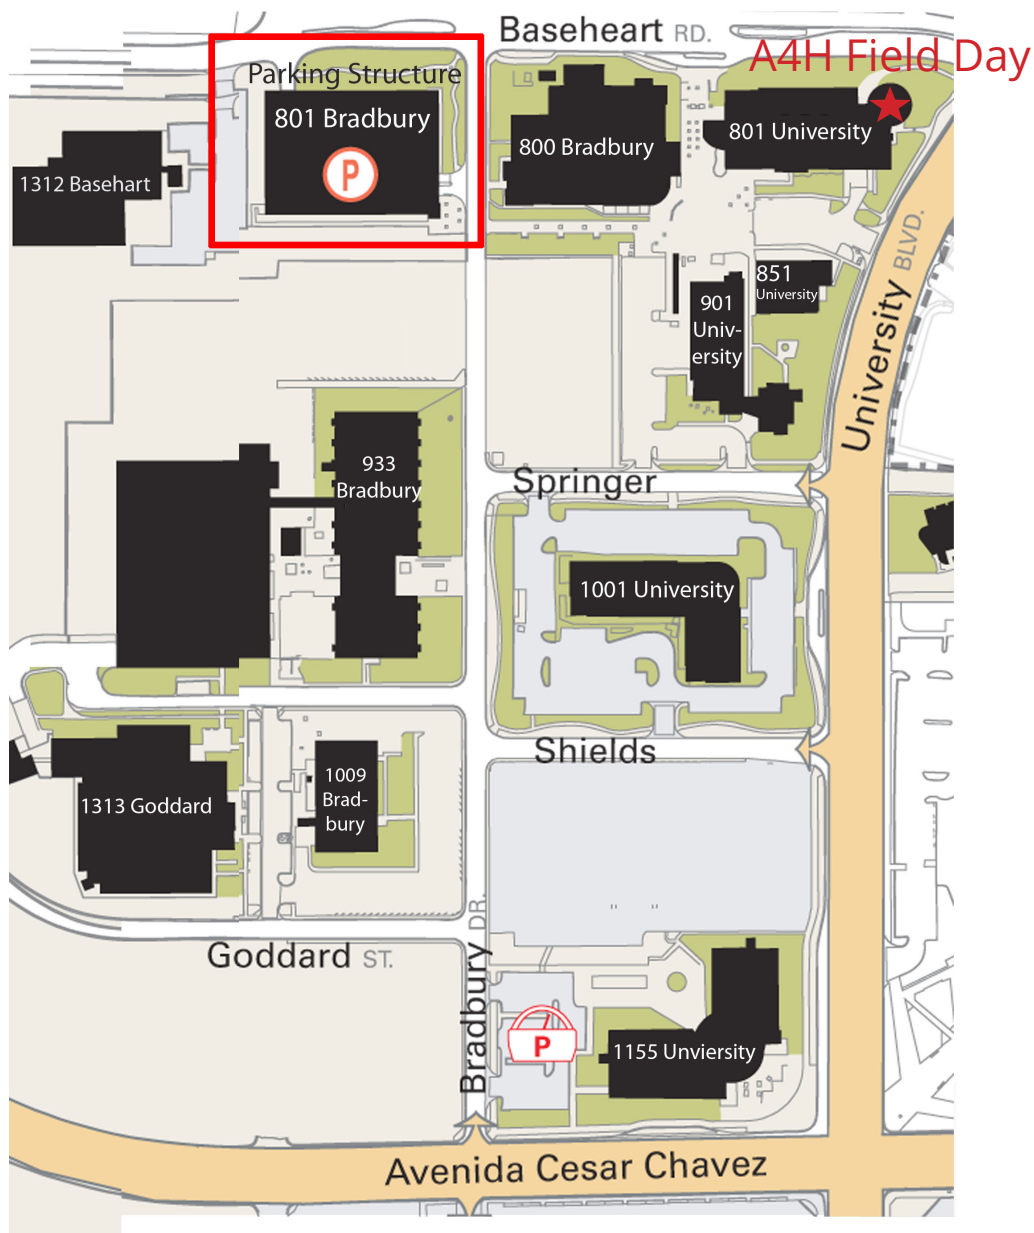 Baseheart RD.
A4H Field Day
Parking Structure
801 Bradbury
P
800 Bradbury
801 University
1312 Basehart
851
University
901
Univ-
ersity
University BLVD.
933
Bradbury
Springer
1001 University
Shields
1313 Goddard
1009
Brad-
bury
Goddard ST.
Bradbury DR.
P
1155 Unviersity
Avenida Cesar Chavez